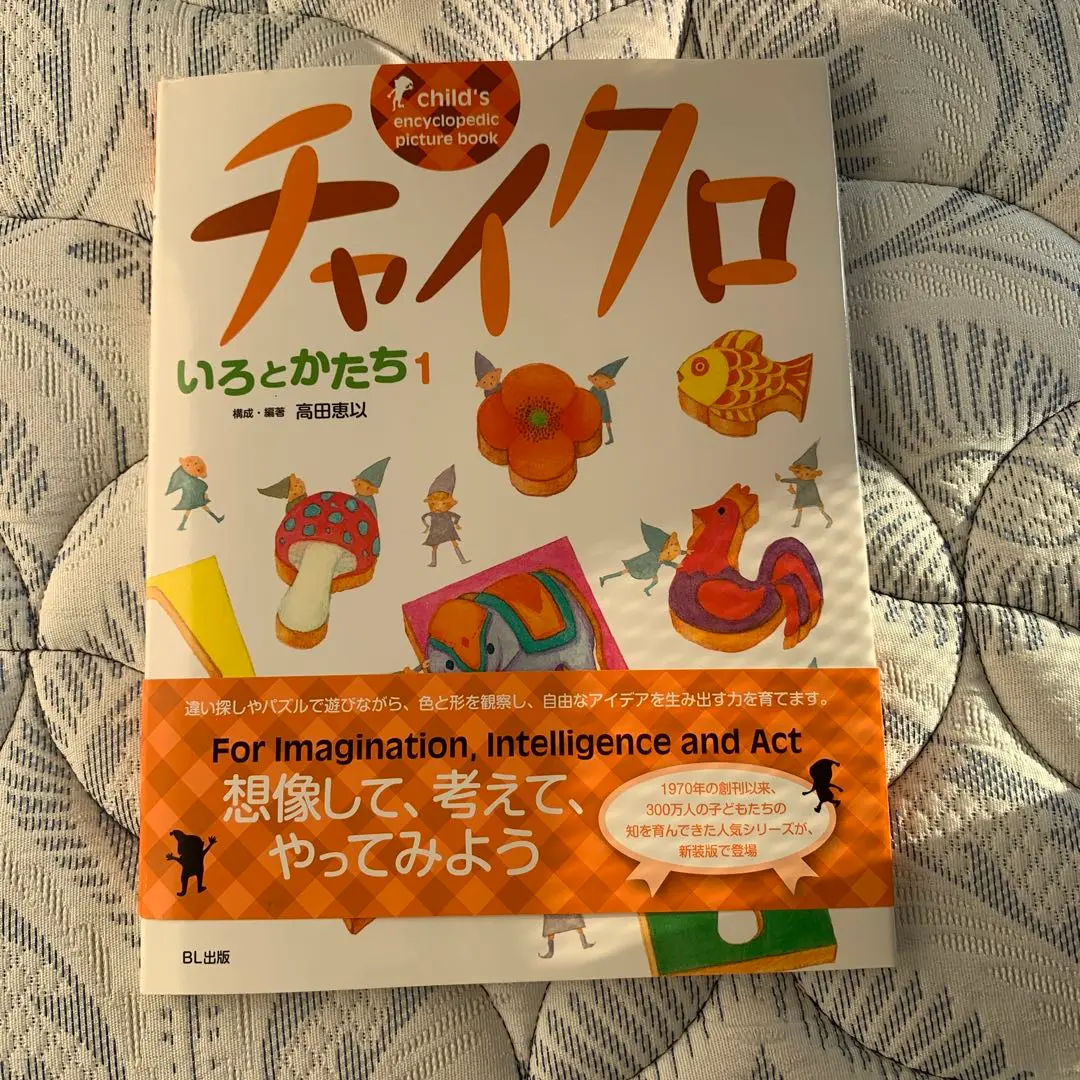 child's
encyclopedic
picture book
チャイクロ
いろとかたち1
構成・編著 高田恵以
違い探しやパズルで遊びながら、色と形を観察し、自由なアイデアを生み出す力を育てます。
For Imagination, Intelligence and Act
想像して、考えて、
やってみよう
1970年の創刊以来、
300万人の子どもたちの
知を育んできた人気シリーズが、
新装版で登場
BL出版